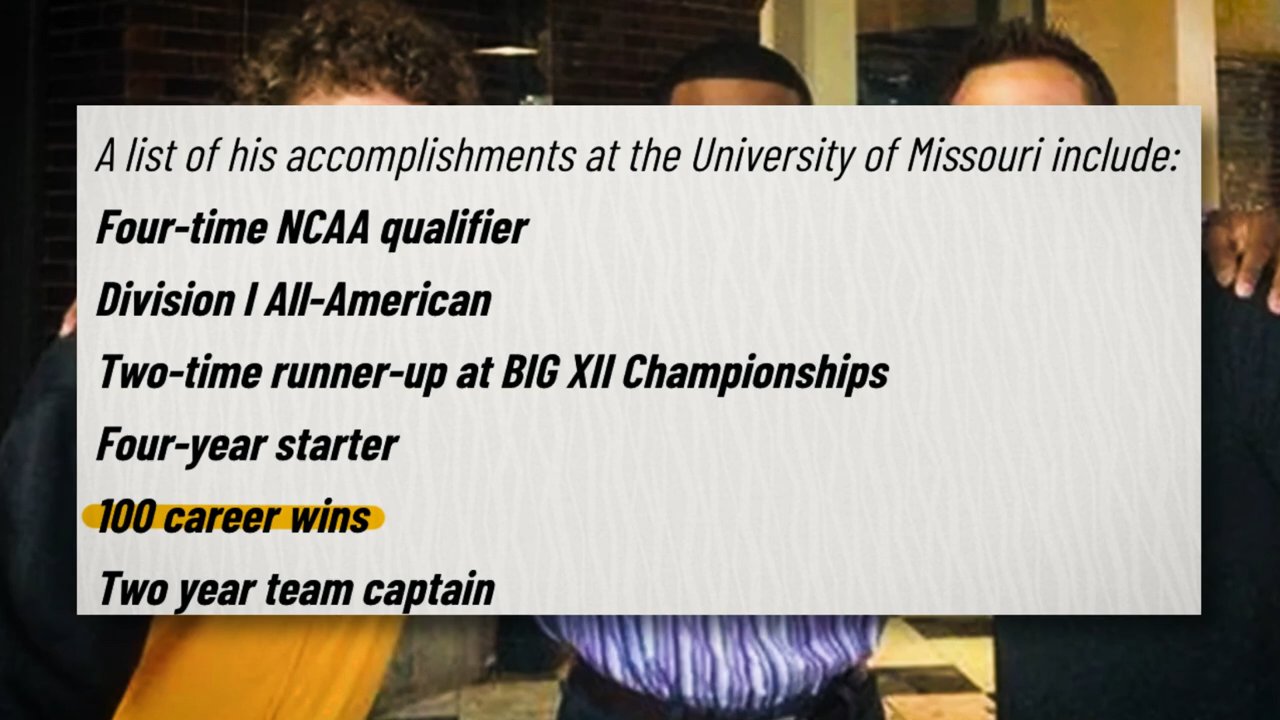 A list of his accomplishments at the University of Missouri include:
Four-time NCAA qualifier
Division I All-American
Two-time runner-up at BIG XII Championships
Four-year starter
100 career wins
Two year team captain